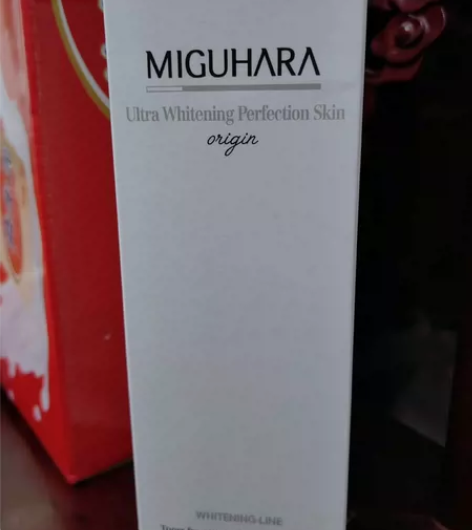 MIGUHARA
Ultra Whitening Perfection Skin
origin
WHITENING-LINE